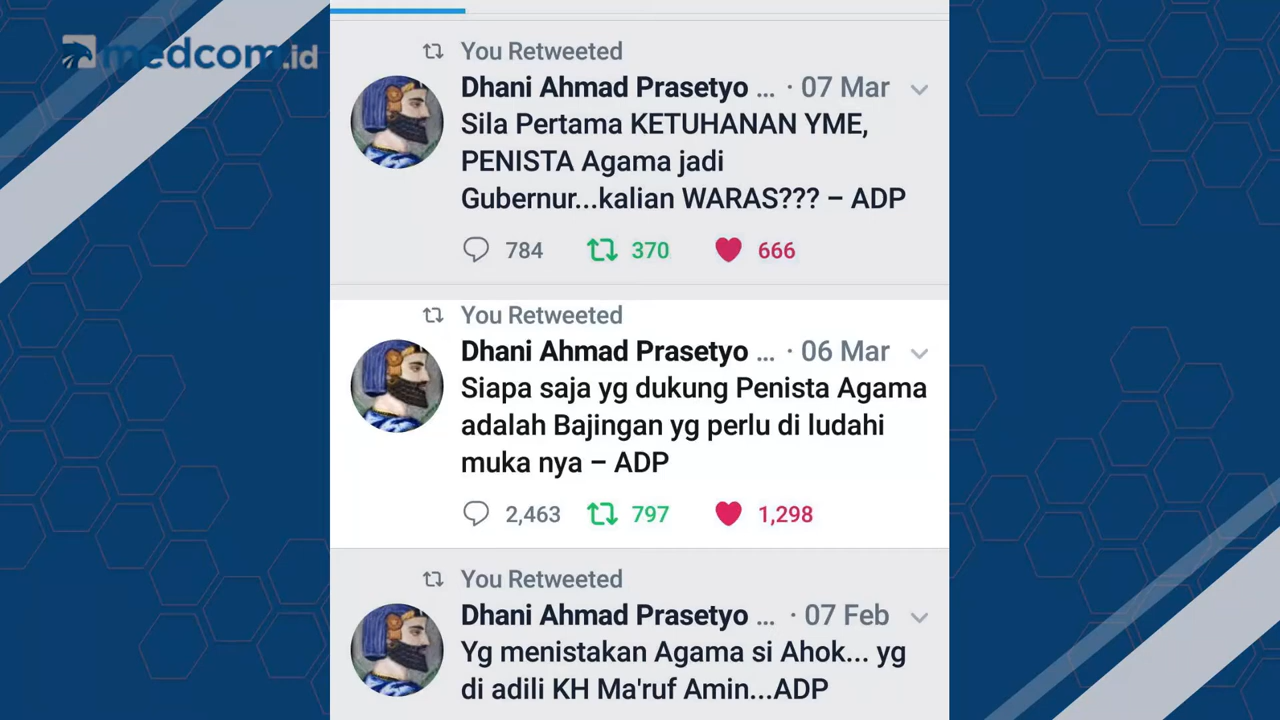 medcom.id
You Retweeted
Dhani Ahmad Prasetyo ... · 07 Mar
Sila Pertama KETUHANAN YME,
PENISTA Agama jadi
Gubernur...kalian WARAS??? – ADP
784 370 666
You Retweeted
Dhani Ahmad Prasetyo ... · 06 Mar
Siapa saja yg dukung Penista Agama
adalah Bajingan yg perlu di ludahi
muka nya – ADP
2,463 797 1,298
You Retweeted
Dhani Ahmad Prasetyo ... · 07 Feb
Yg menistakan Agama si Ahok... yg
di adili KH Ma'ruf Amin...ADP